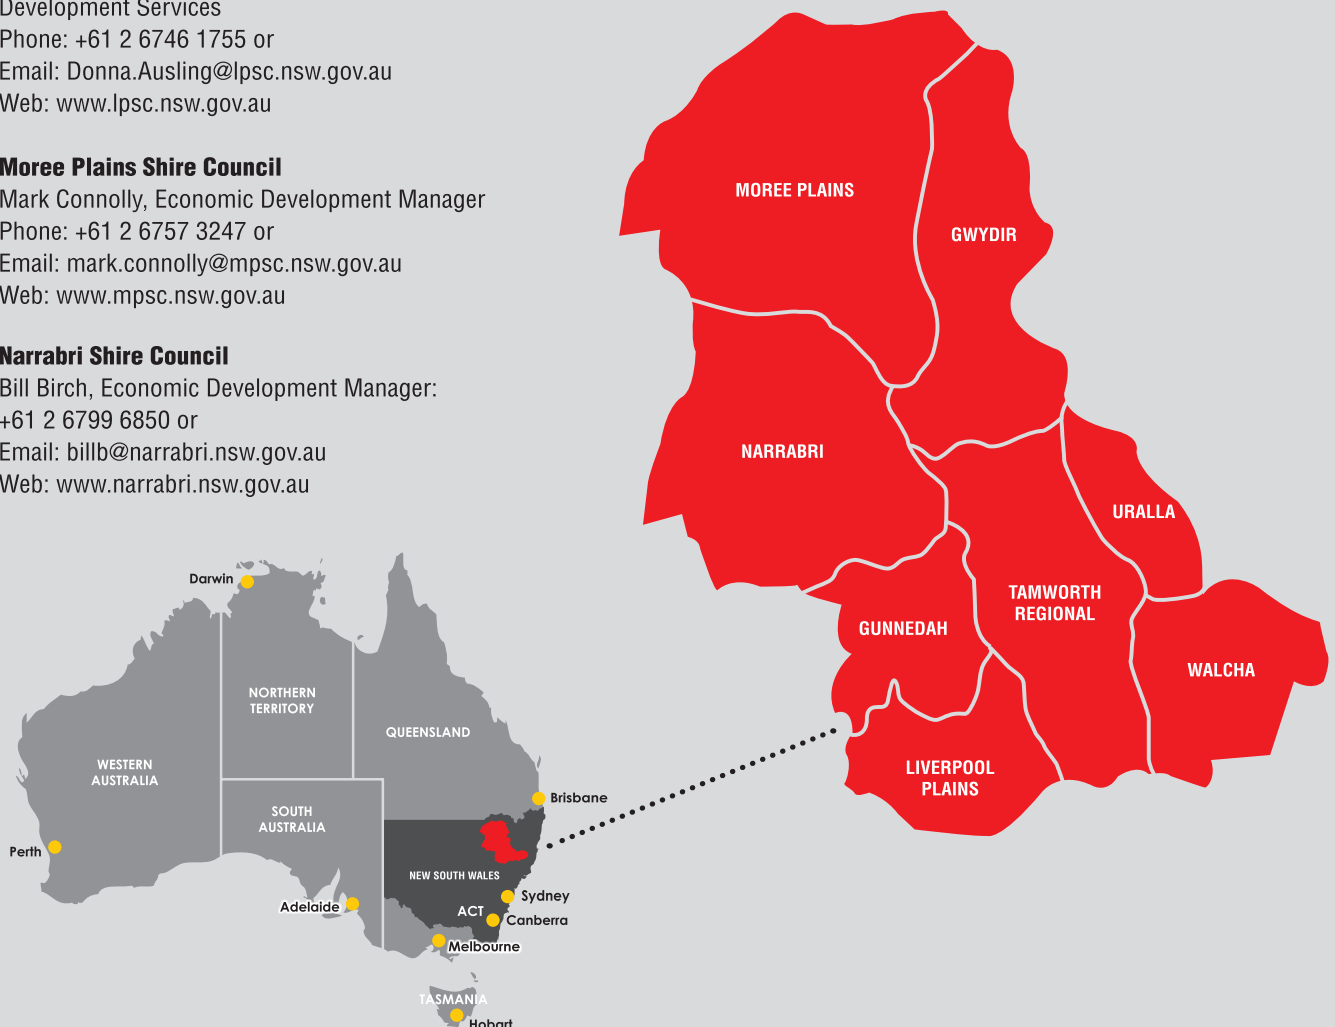 Development Services
Phone: +61 2 6746 1755 or
Email: Donna.Ausling@lpsc.nsw.gov.au
Web: www.lpsc.nsw.gov.au
Moree Plains Shire Council
Mark Connolly, Economic Development Manager
Phone: +61 2 6757 3247 or
Email: mark.connolly@mpsc.nsw.gov.au
Web: www.mpsc.nsw.gov.au
Narrabri Shire Council
Bill Birch, Economic Development Manager:
+61 2 6799 6850 or
Email: billb@narrabri.nsw.gov.au
Web: www.narrabri.nsw.gov.au
MOREE PLAINS
GWYDIR
NARRABRI
URALLA
TAMWORTH
REGIONAL
GUNNEDAH
WALCHA
LIVERPOOL
PLAINS
Darwin
NORTHERN
TERRITORY
QUEENSLAND
WESTERN
AUSTRALIA
SOUTH
AUSTRALIA
Brisbane
Perth
NEW SOUTH WALES
Sydney
Adelaide
ACT
Canberra
Melbourne
TASMANIA
Hobart